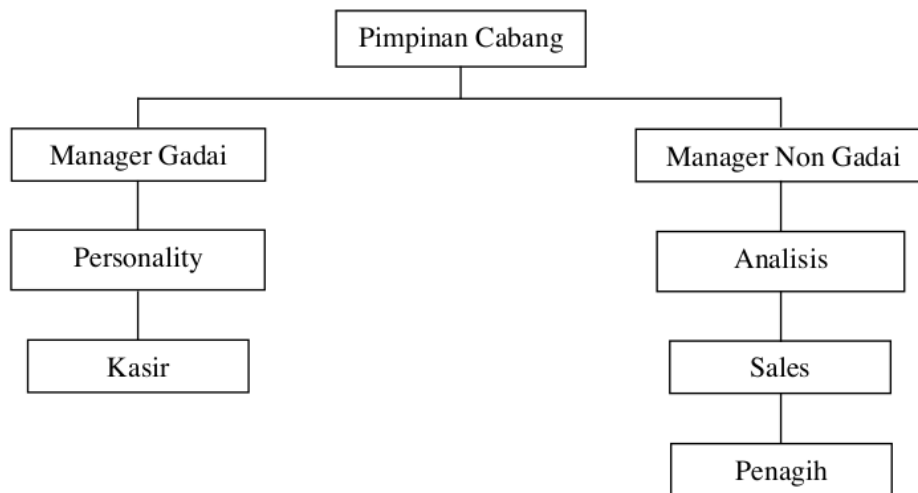 Pimpinan Cabang
Manager Gadai
Manager Non Gadai
Personality
Analisis
Kasir
Sales
Penagih